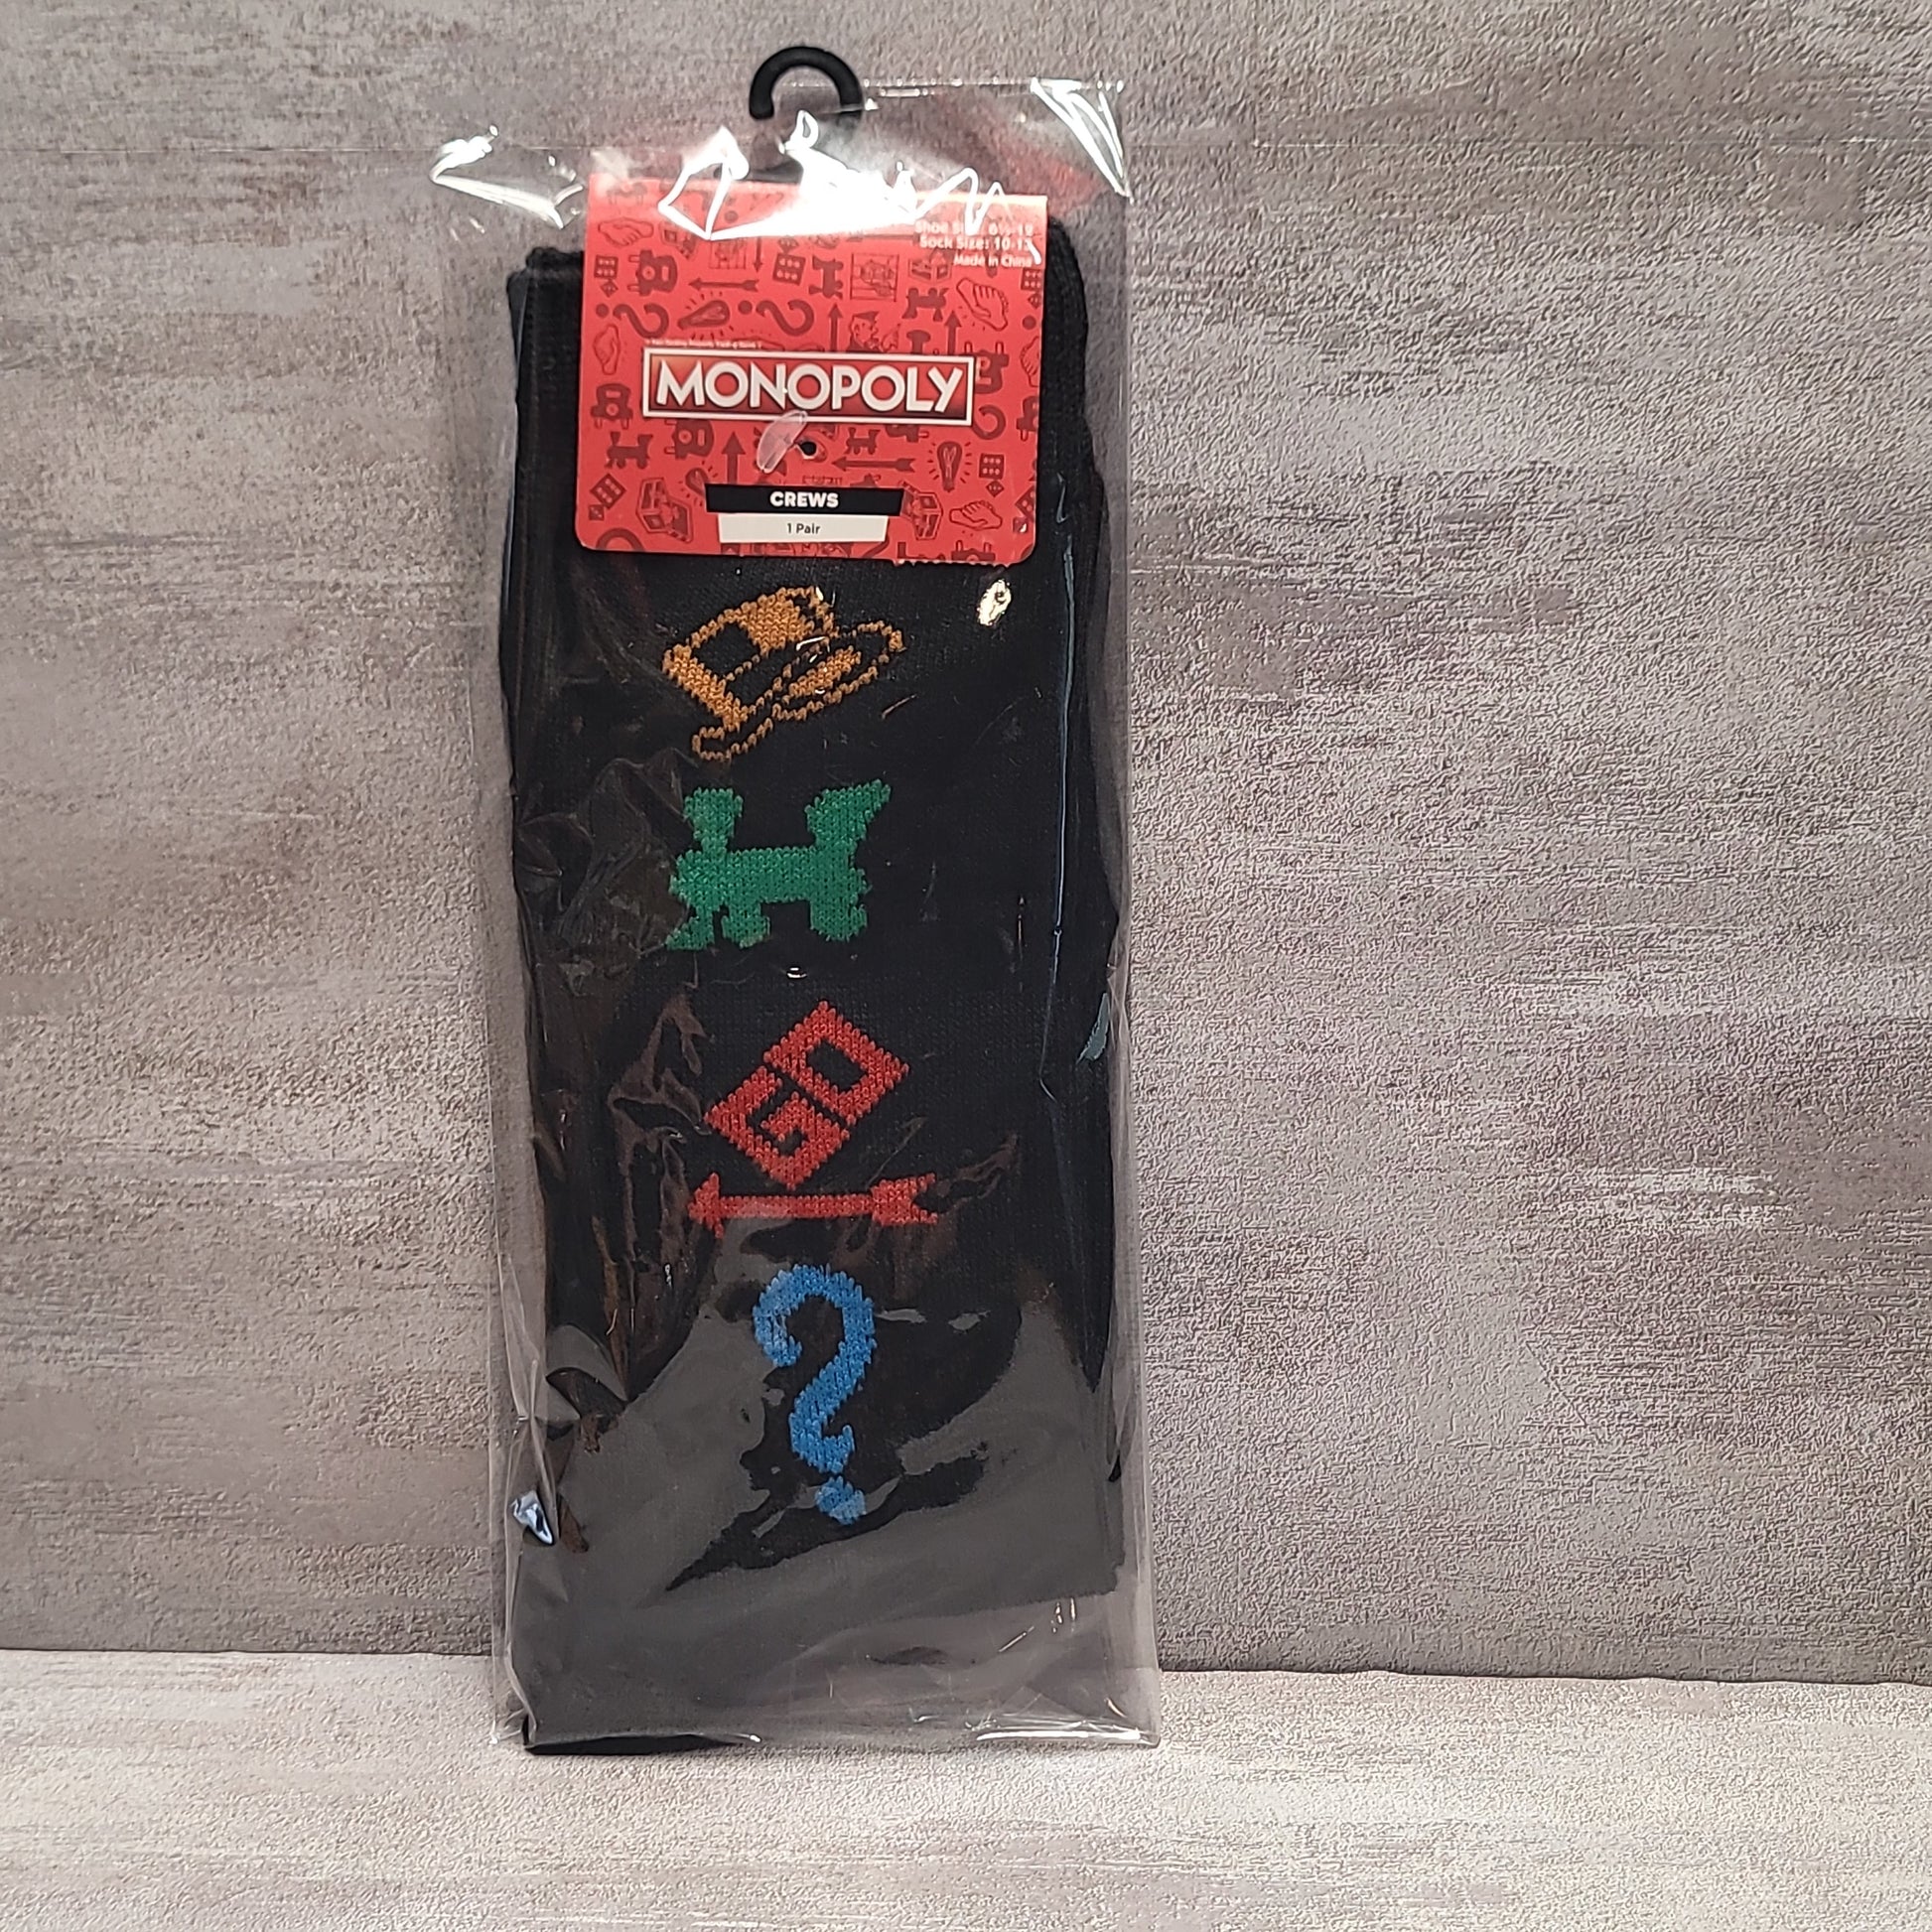 Shoe Size: 6½-12
Sock Size: 10-13
Made in China
MONOPOLY
CREWS
1 Pair
GO
?